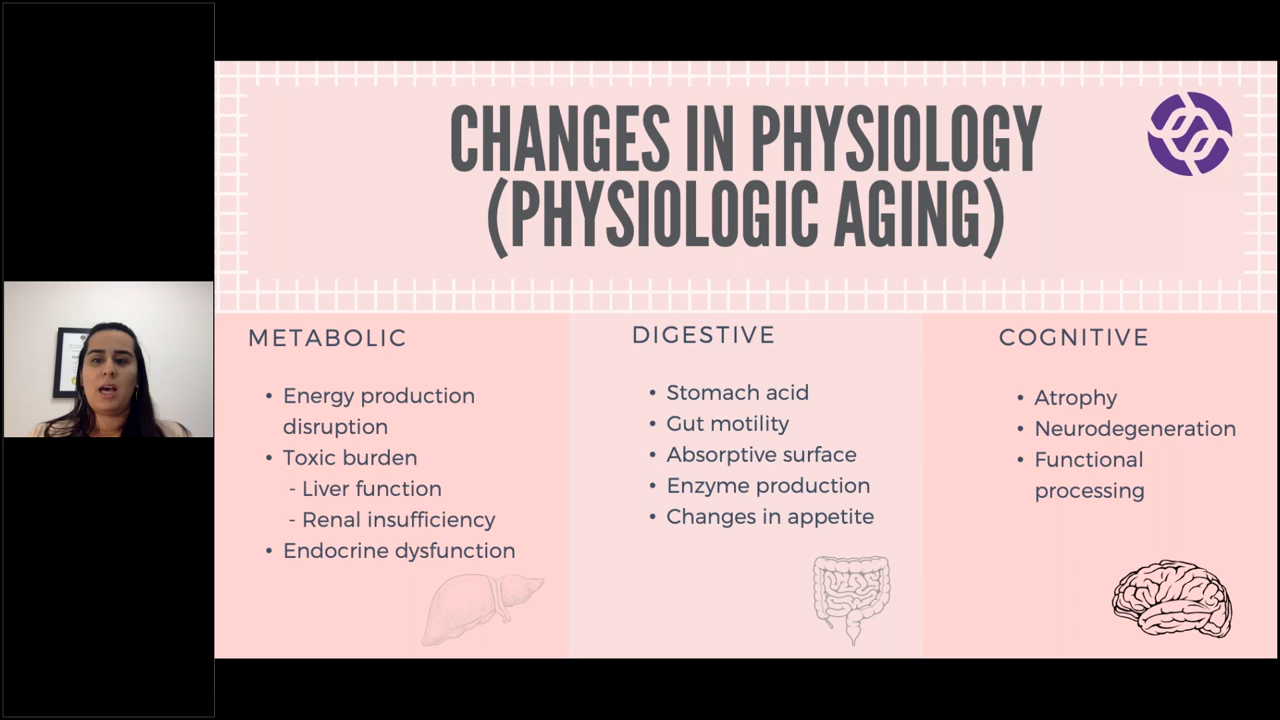 CHANGES IN PHYSIOLOGY
(PHYSIOLOGIC AGING)
METABOLIC
• Energy production
disruption
• Toxic burden
- Liver function
- Renal insufficiency
• Endocrine dysfunction
DIGESTIVE
• Stomach acid
• Gut motility
• Absorptive surface
• Enzyme production
• Changes in appetite
COGNITIVE
• Atrophy
• Neurodegeneration
• Functional
processing